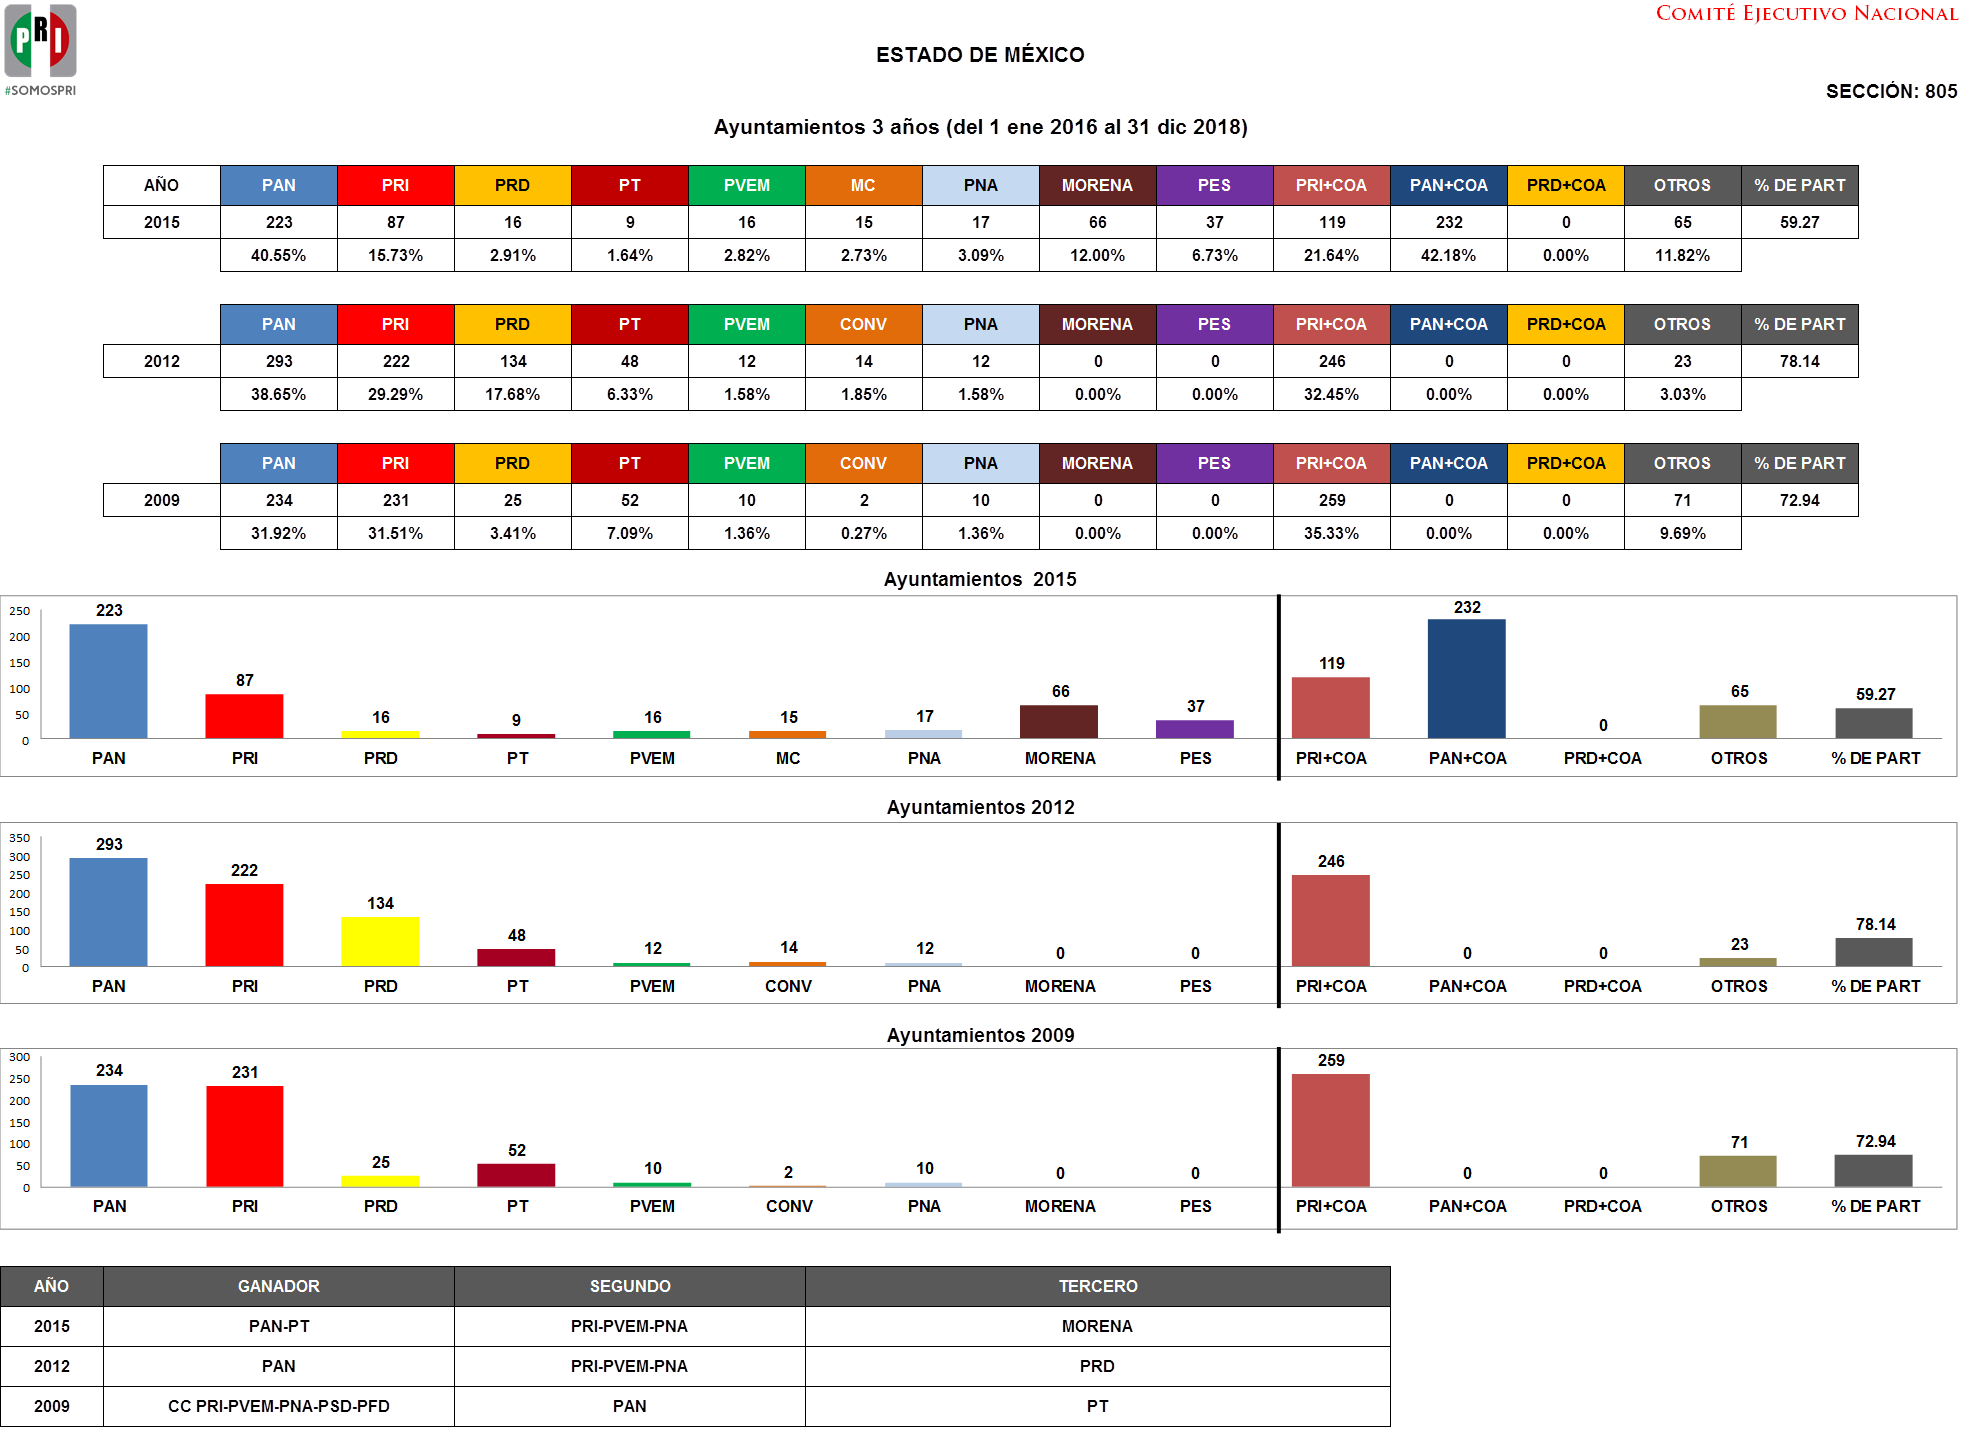 PRI
#SOMOSPRI
COMITÉ EJECUTIVO NACIONAL
ESTADO DE MÉXICO
SECCIÓN: 805
Ayuntamientos 3 años (del 1 ene 2016 al 31 dic 2018)
AÑO PAN PRI PRD PT PVEM MC PNA MORENA PES PRI+COA PAN+COA PRD+COA OTROS % DE PART
2015 223 87 16 9 16 15 17 66 37 119 232 0 65 59.27
40.55% 15.73% 2.91% 1.64% 2.82% 2.73% 3.09% 12.00% 6.73% 21.64% 42.18% 0.00% 11.82%
PAN PRI PRD PT PVEM CONV PNA MORENA PES PRI+COA PAN+COA PRD+COA OTROS % DE PART
2012 293 222 134 48 12 14 12 0 0 246 0 0 23 78.14
38.65% 29.29% 17.68% 6.33% 1.58% 1.85% 1.58% 0.00% 0.00% 32.45% 0.00% 0.00% 3.03%
PAN PRI PRD PT PVEM CONV PNA MORENA PES PRI+COA PAN+COA PRD+COA OTROS % DE PART
2009 234 231 25 52 10 2 10 0 0 259 0 0 71 72.94
31.92% 31.51% 3.41% 7.09% 1.36% 0.27% 1.36% 0.00% 0.00% 35.33% 0.00% 0.00% 9.69%
Ayuntamientos 2015
250
200
150
100
50
0
223 87 16 9 16 15 17 66 37 119 232 0 65 59.27
PAN PRI PRD PT PVEM MC PNA MORENA PES PRI+COA PAN+COA PRD+COA OTROS % DE PART
Ayuntamientos 2012
350
300
250
200
150
100
50
0
293 222 134 48 12 14 12 0 0 246 0 0 23 78.14
PAN PRI PRD PT PVEM CONV PNA MORENA PES PRI+COA PAN+COA PRD+COA OTROS % DE PART
Ayuntamientos 2009
300
250
200
150
100
50
0
234 231 25 52 10 2 10 0 0 259 0 0 71 72.94
PAN PRI PRD PT PVEM CONV PNA MORENA PES PRI+COA PAN+COA PRD+COA OTROS % DE PART
AÑO GANADOR SEGUNDO TERCERO
2015 PAN-PT PRI-PVEM-PNA MORENA
2012 PAN PRI-PVEM-PNA PRD
2009 CC PRI-PVEM-PNA-PSD-PFD PAN PT